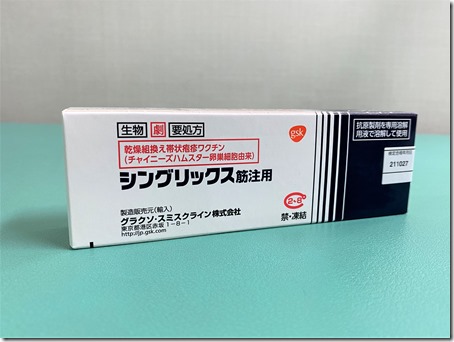 生物 劇 要処方
乾燥組換え帯状疱疹ワクチン
(チャイニーズハムスター卵巣細胞由来)
シングリックス筋注用
製造販売元(輸入)
グラクソ・スミスクライン株式会社
東京都港区赤坂1-8-1
http://jp.gsk.com
gsk
2~8°
禁・凍結
抗原製剤を専用溶解
用液で溶解して使用
211027